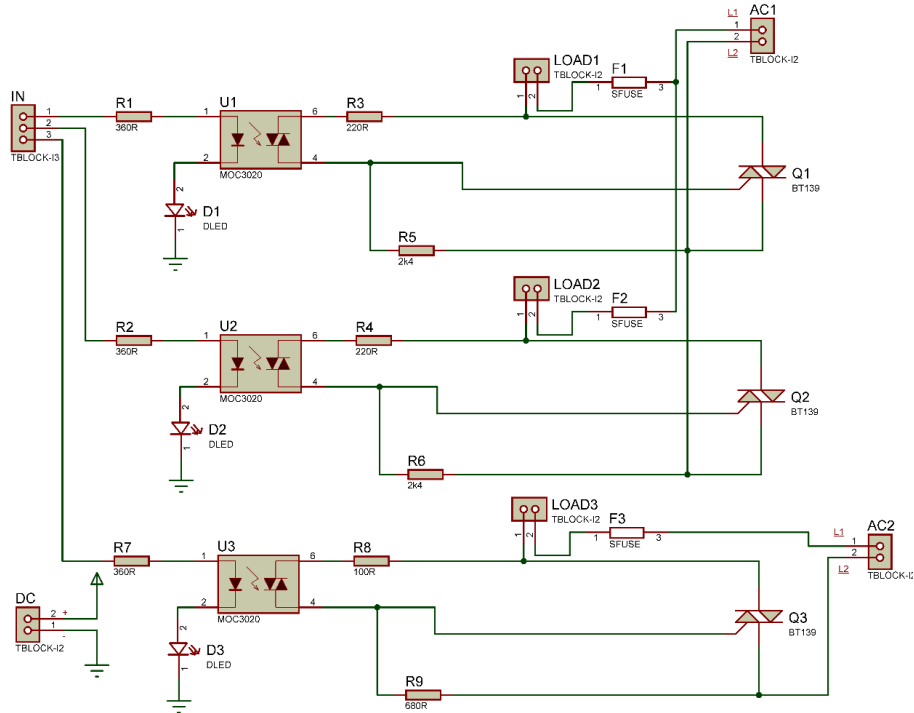 L1
AC1
1
2
L2
TBLOCK-I2
LOAD1
TBLOCK-I2
1
2
F1
1
3
SFUSE
IN
1
2
3
TBLOCK-I3
R1
360R
U1
1
6
2
4
MOC3020
R3
220R
Q1
BT139
2
D1
1
DLED
R5
2k4
LOAD2
TBLOCK-I2
1
2
F2
1
3
SFUSE
R2
360R
U2
1
6
2
4
MOC3020
R4
220R
Q2
BT139
2
D2
1
DLED
R6
2k4
LOAD3
TBLOCK-I2
1
2
F3
1
3
SFUSE
L1
AC2
1
2
L2
TBLOCK-I2
R7
360R
U3
1
6
2
4
MOC3020
R8
100R
DC
2 +
1 -
TBLOCK-I2
Q3
BT139
2
D3
1
DLED
R9
680R